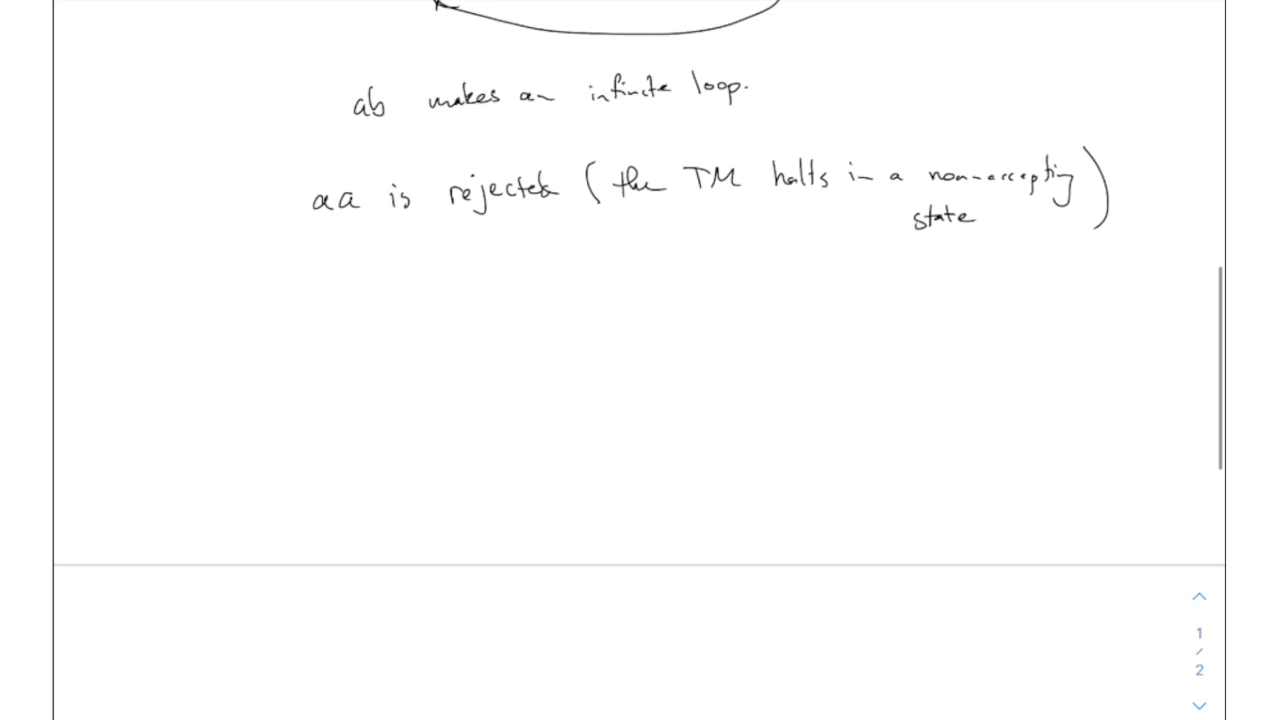 ab makes an infinite loop.
aa is rejected (the TM halts in a non-accepting
state)
1
/
2